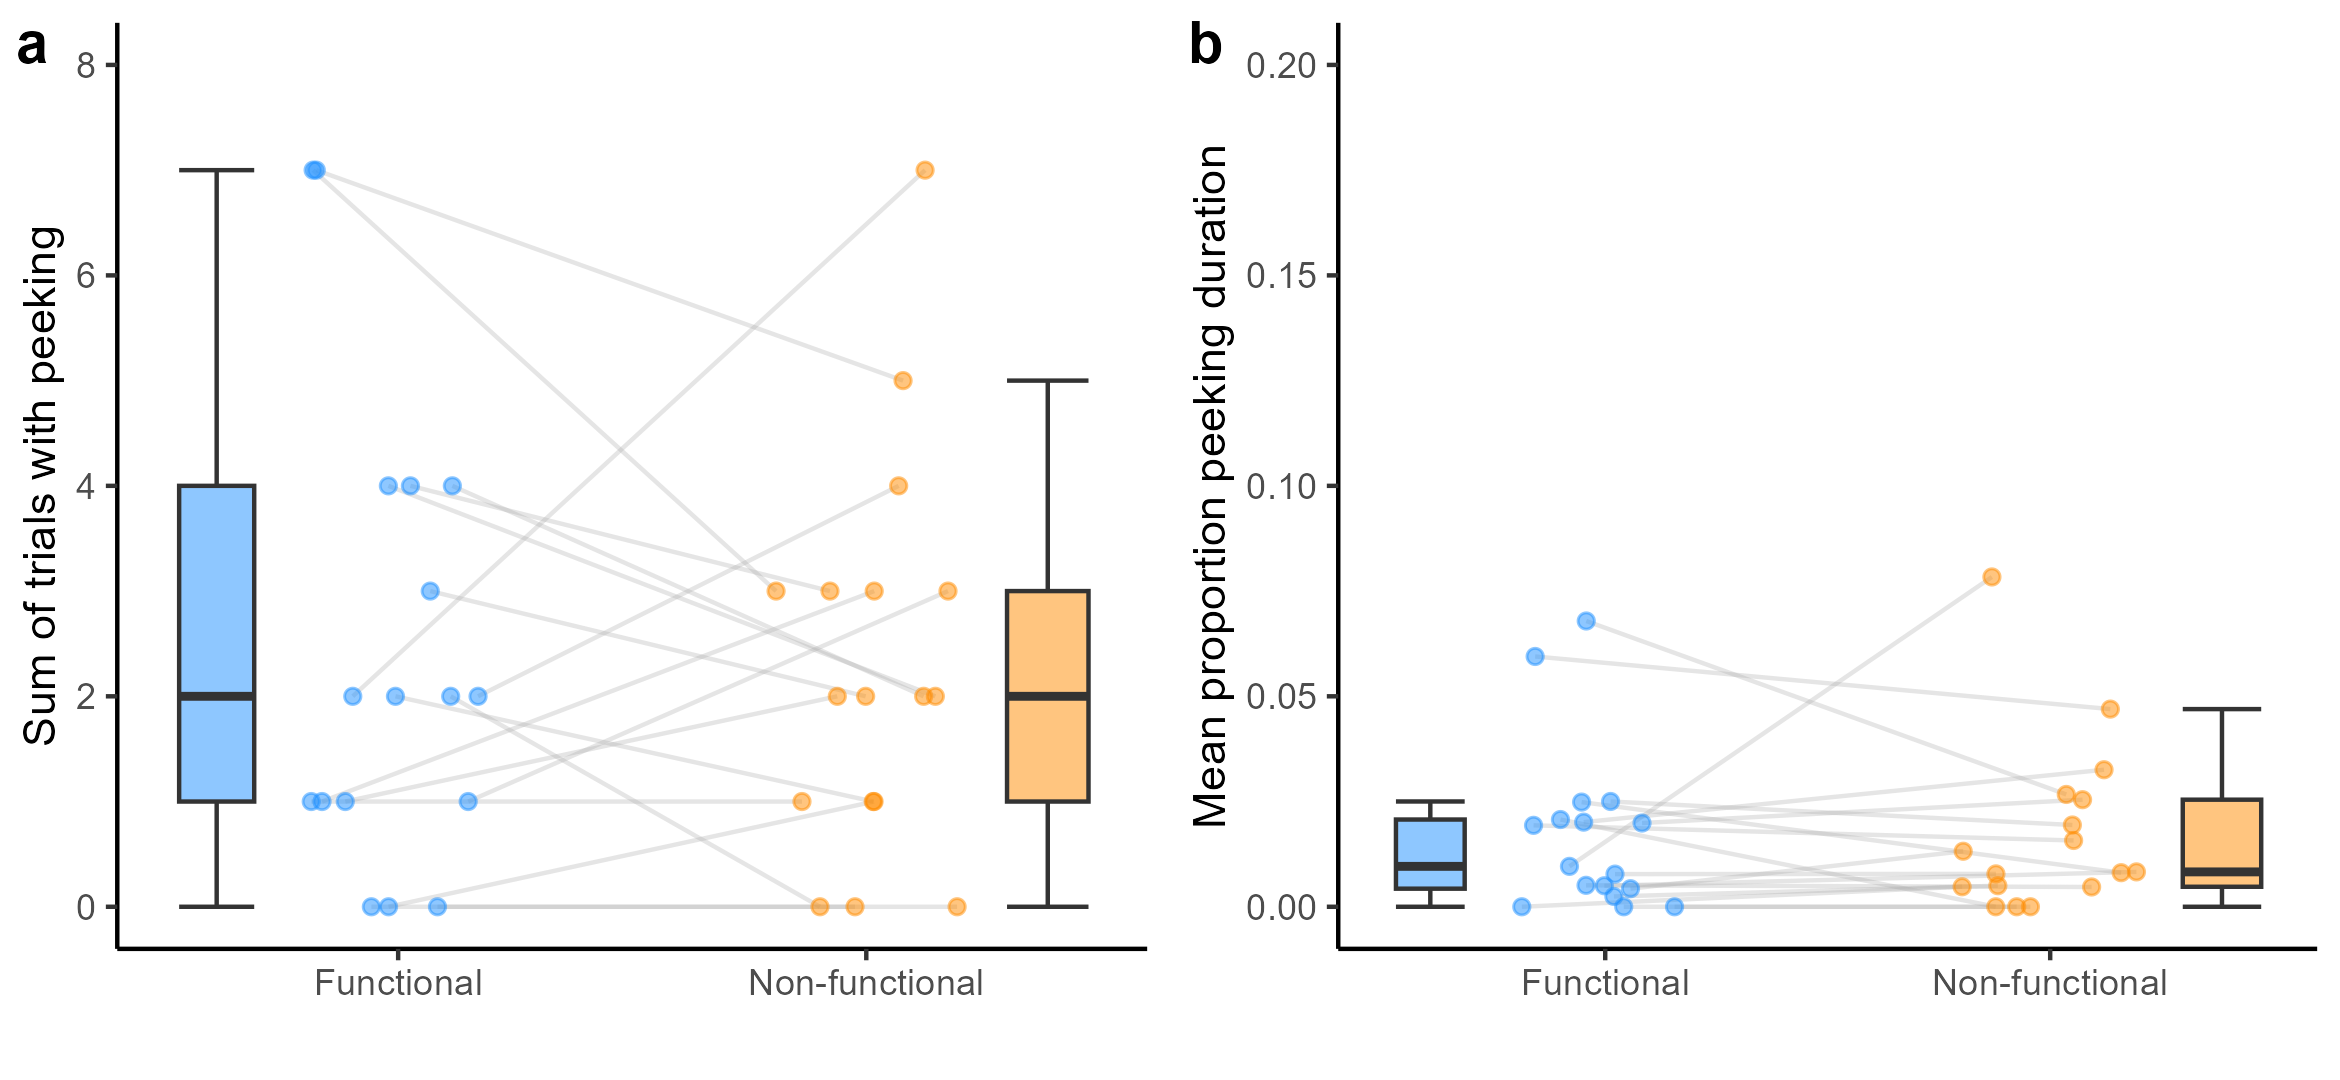 a
Sum of trials with peeking
8
6
4
2
0
Functional
Non-functional
b
Mean proportion peeking duration
0.20
0.15
0.10
0.05
0.00
Functional
Non-functional